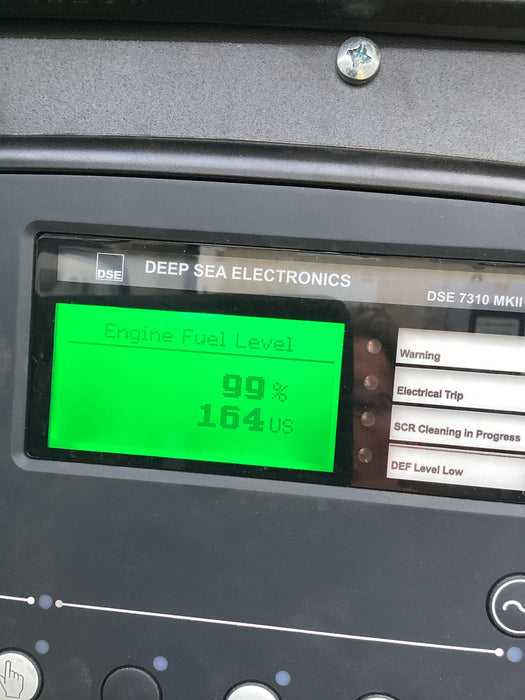 DSE
DEEP SEA ELECTRONICS
DSE 7310 MKII
Engine Fuel Level
99 %
164 US
Warning
Electrical Trip
SCR Cleaning in Progress
DEF Level Low